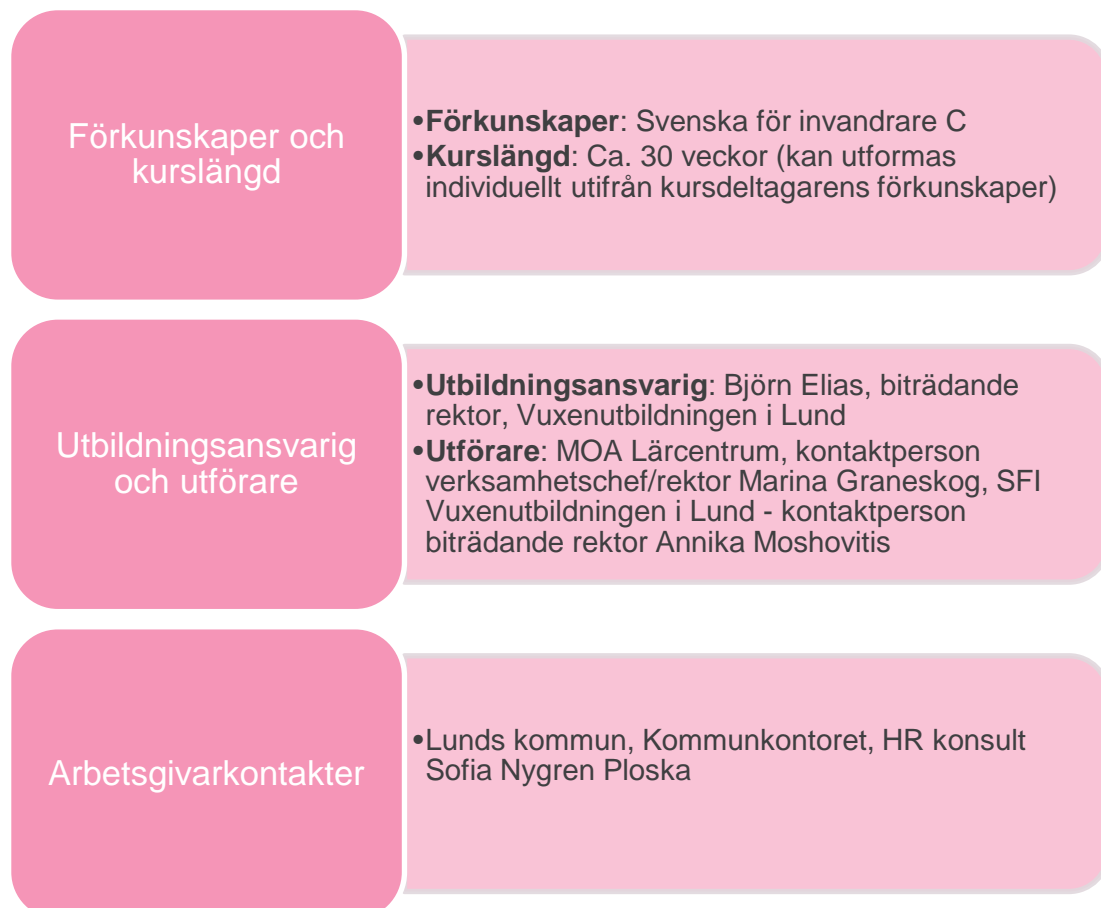 Förkunskaper och
kurslängd
•Förkunskaper: Svenska för invandrare C
•Kurslängd: Ca. 30 veckor (kan utformas
individuellt utifrån kursdeltagarens förkunskaper)
Utbildningsansvarig
och utförare
•Utbildningsansvarig: Björn Elias, biträdande
rektor, Vuxenutbildningen i Lund
•Utförare: MOA Lärcentrum, kontaktperson
verksamhetschef/rektor Marina Graneskog, SFI
Vuxenutbildningen i Lund - kontaktperson
biträdande rektor Annika Moshovitis
Arbetsgivarkontakter
•Lunds kommun, Kommunkontoret, HR konsult
Sofia Nygren Ploska